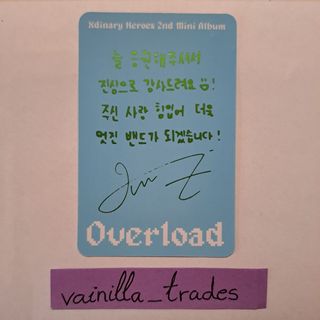 Xdinary Heroes 2nd Mini Album
늘 응원해주셔서
진심으로 감사드려요 !
주신 사랑 힘입어 더욱
멋진 밴드가 되겠습니다!
Overload
vainilla_trades